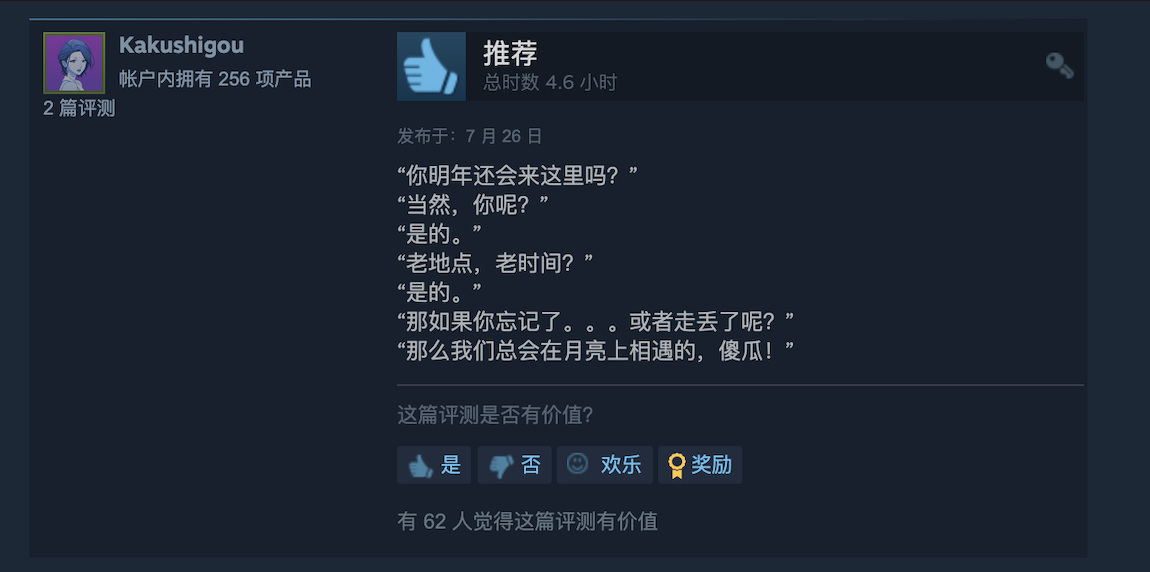 Kakushigou
帐户内拥有 256 项产品
2 篇评测
推荐
总时数 4.6 小时
发布于：7 月 26 日
“你明年还会来这里吗？”
“当然，你呢？”
“是的。”
“老地点，老时间？”
“是的。”
“那如果你忘记了。。。或者走丢了呢？”
“那么我们总会在月亮上相遇的，傻瓜！”
这篇评测是否有价值？
是
否
欢乐
奖励
有 62 人觉得这篇评测有价值